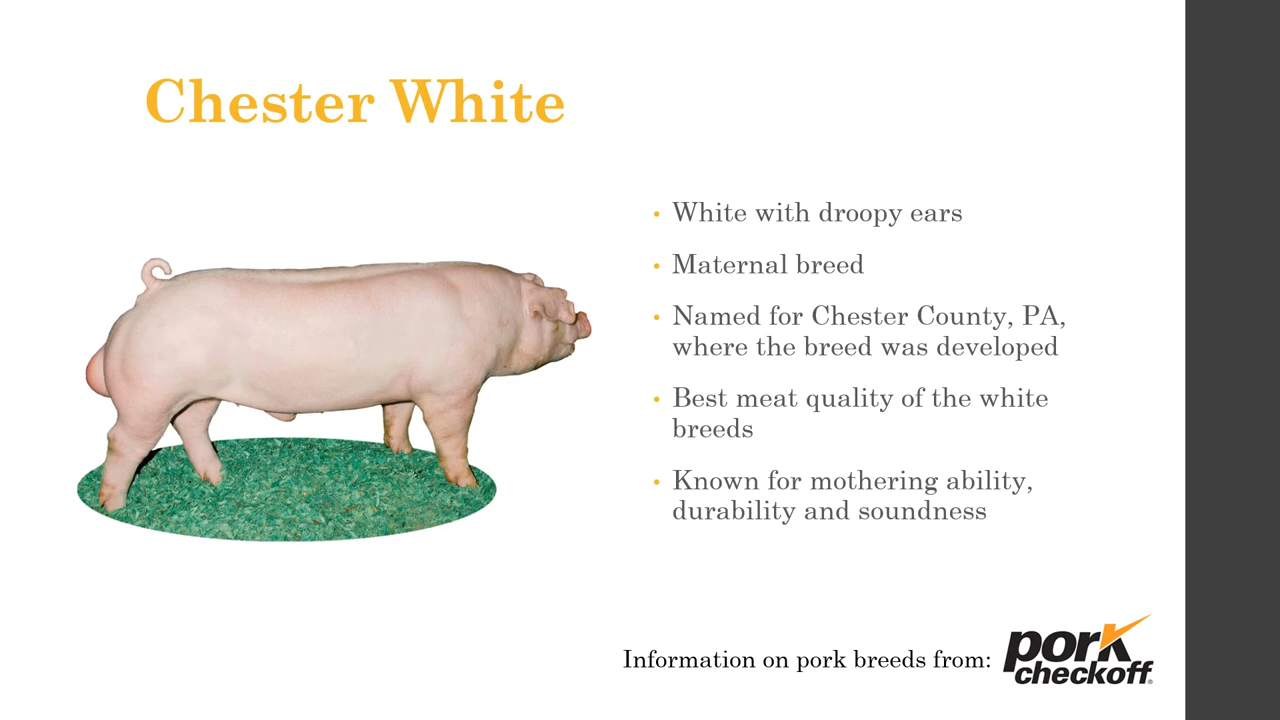 Chester White
• White with droopy ears
• Maternal breed
• Named for Chester County, PA,
where the breed was developed
• Best meat quality of the white
breeds
• Known for mothering ability,
durability and soundness
Information on pork breeds from:
pork
checkoff®